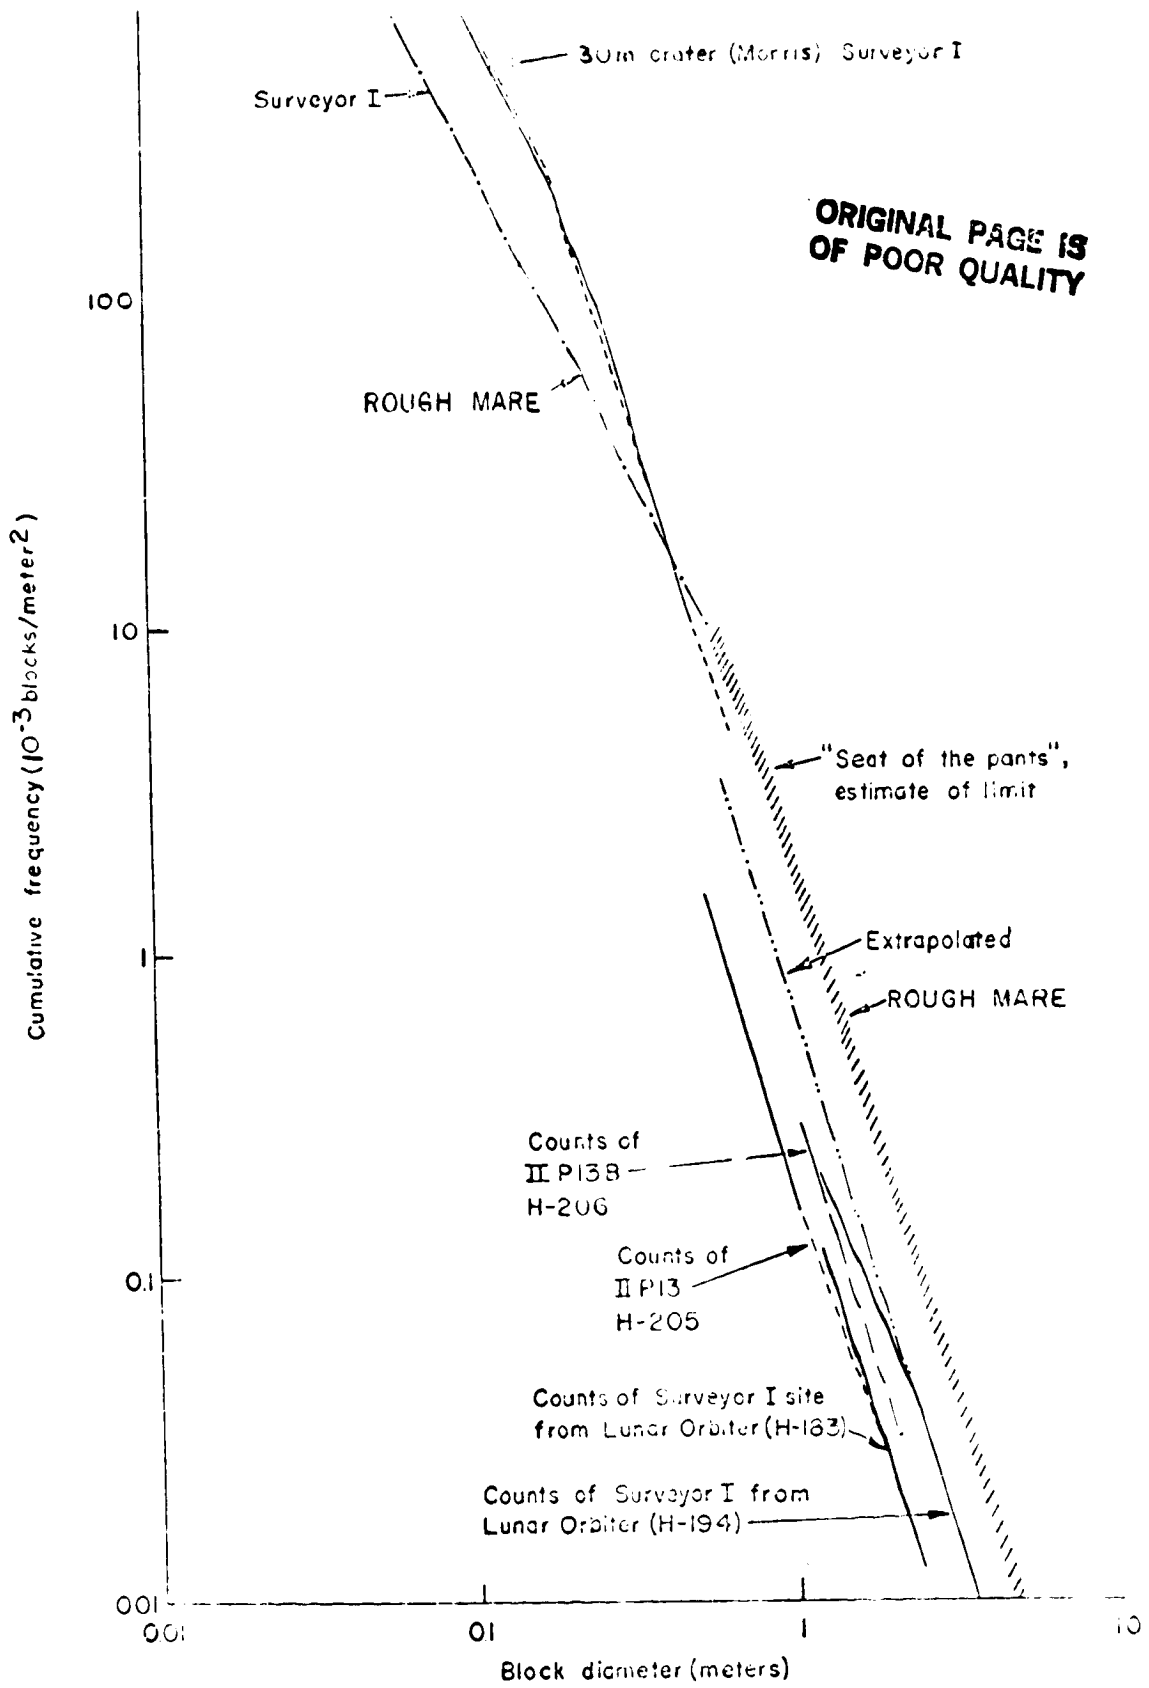 30m crater (Morris) Surveyor I
Surveyor I
ORIGINAL PAGE IS
OF POOR QUALITY
100
ROUGH MARE
Cumulative frequency (10-3 blocks/meter2)
10
"Seat of the pants",
estimate of limit
Extrapolated
1
ROUGH MARE
Counts of
II P13B
H-206
Counts of
II P13
H-205
0.1
Counts of Surveyor I site
from Lunar Orbiter (H-183)
Counts of Surveyor I from
Lunar Orbiter (H-194)
001
0.01
0.1
1
10
Block diameter (meters)